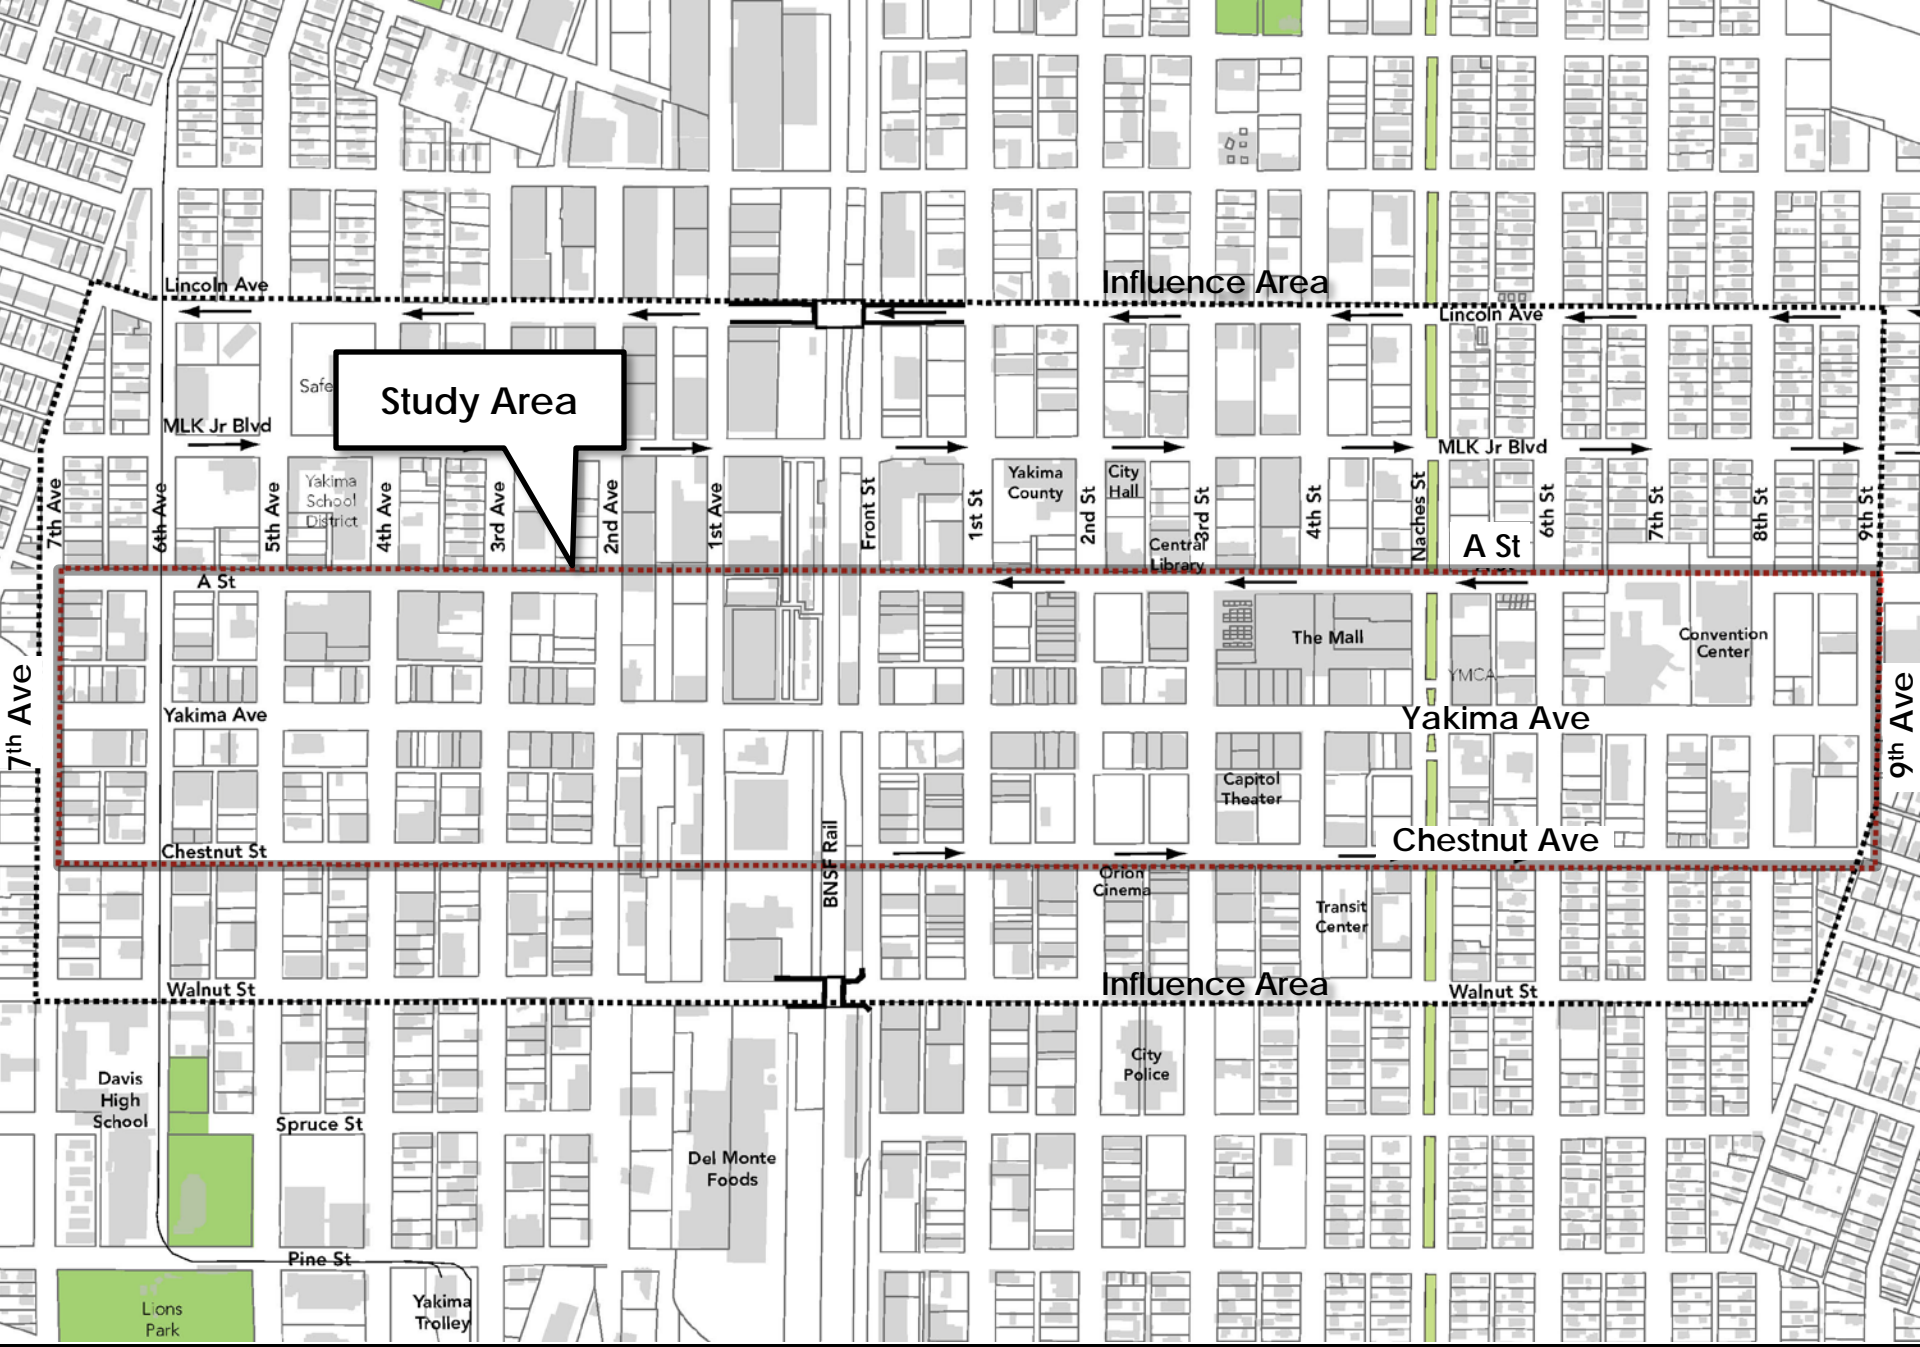 Lincoln Ave
Influence Area
Lincoln Ave
Safe
Study Area
MLK Jr Blvd
MLK Jr Blvd
7th Ave
6th Ave
5th Ave
Yakima
School
District
4th Ave
3rd Ave
2nd Ave
1st Ave
Front St
1st St
Yakima
County
2nd St
City
Hall
3rd St
4th St
Naches St
6th St
7th St
8th St
9th St
Central
Library
A St
A St
The Mall
Convention
Center
YMCA
7th Ave
Yakima Ave
Yakima Ave
9th Ave
Capitol
Theater
Chestnut St
BNSF Rail
Chestnut Ave
Orion
Cinema
Transit
Center
Walnut St
Influence Area
Walnut St
Davis
High
School
City
Police
Spruce St
Del Monte
Foods
Pine St
Lions
Park
Yakima
Trolley